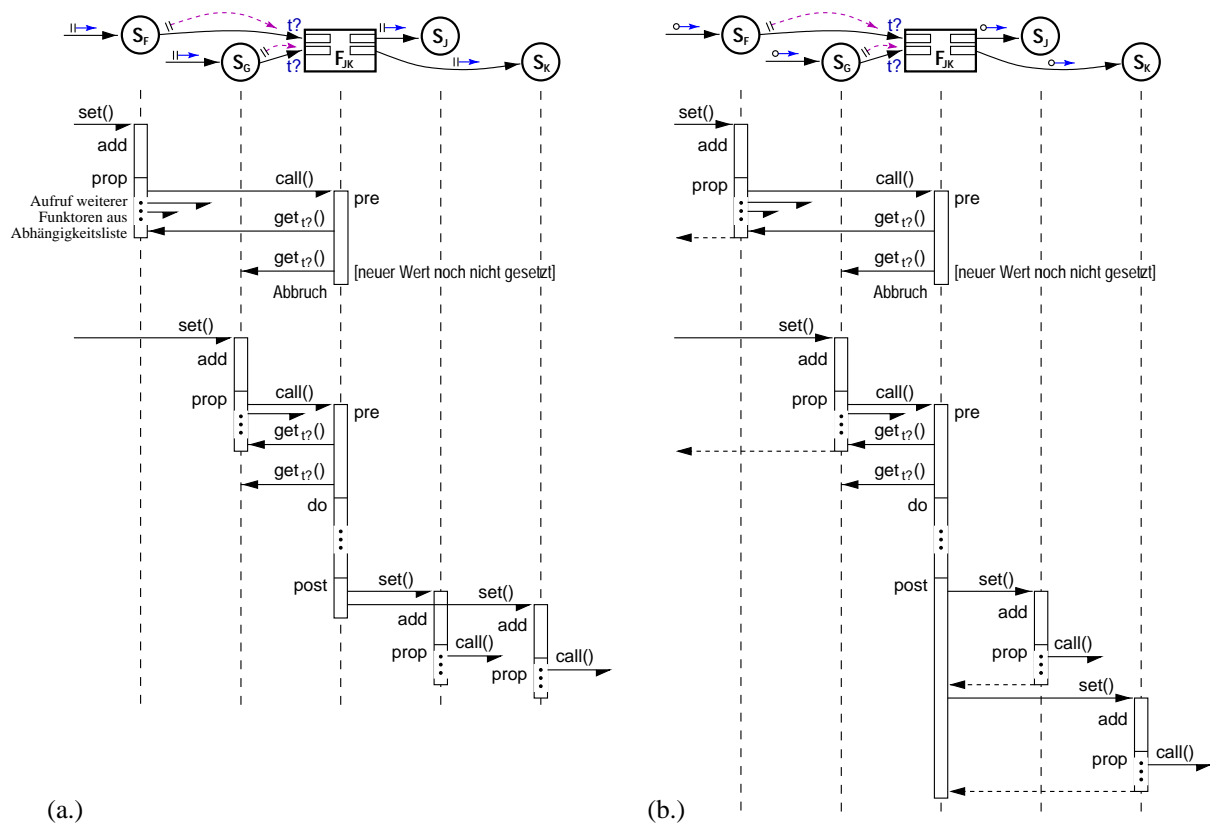 t?
S_F
S_J
S_G
t?
F_JK
S_K
set()
add
prop
call()
pre
Aufruf weiterer
Funktoren aus
Abhängigkeitsliste
get_t?()
get_t?()
[neuer Wert noch nicht gesetzt]
Abbruch
set()
add
prop
call()
pre
get_t?()
get_t?()
do
post
set()
set()
add
add
prop
call()
prop
call()
(a.)
t?
S_F
S_J
S_G
t?
F_JK
S_K
set()
add
prop
call()
pre
get_t?()
get_t?()
[neuer Wert noch nicht gesetzt]
Abbruch
set()
add
prop
call()
pre
get_t?()
get_t?()
do
post
set()
add
prop
call()
set()
add
prop
call()
(b.)